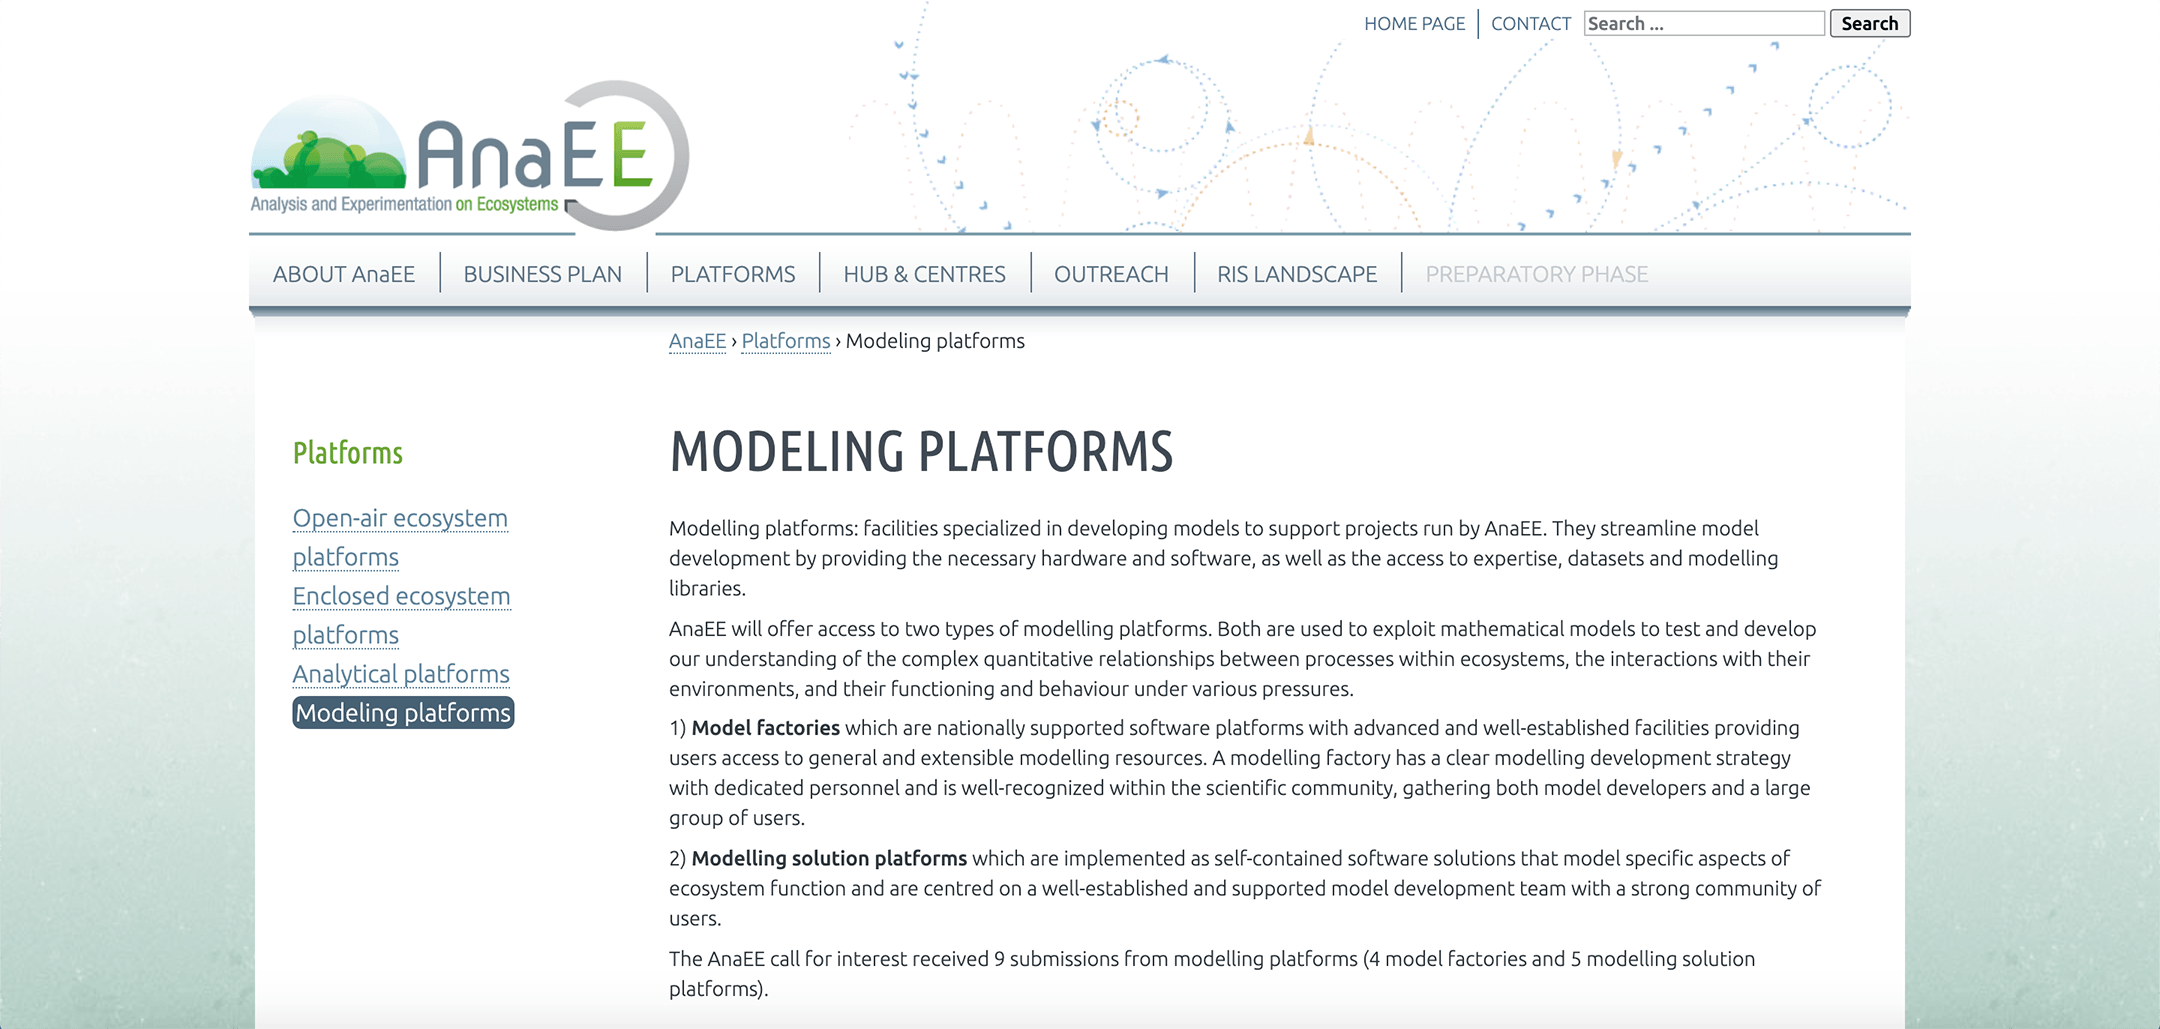 HOME PAGE CONTACT Search ... Search
AnaEE
Analysis and Experimentation on Ecosystems
ABOUT AnaEE BUSINESS PLAN PLATFORMS HUB & CENTRES OUTREACH RIS LANDSCAPE PREPARATORY PHASE
AnaEE › Platforms › Modeling platforms
Platforms
Open-air ecosystem
platforms
Enclosed ecosystem
platforms
Analytical platforms
Modeling platforms
MODELING PLATFORMS
Modelling platforms: facilities specialized in developing models to support projects run by AnaEE. They streamline model
development by providing the necessary hardware and software, as well as the access to expertise, datasets and modelling
libraries.
AnaEE will offer access to two types of modelling platforms. Both are used to exploit mathematical models to test and develop
our understanding of the complex quantitative relationships between processes within ecosystems, the interactions with their
environments, and their functioning and behaviour under various pressures.
1) Model factories which are nationally supported software platforms with advanced and well-established facilities providing
users access to general and extensible modelling resources. A modelling factory has a clear modelling development strategy
with dedicated personnel and is well-recognized within the scientific community, gathering both model developers and a large
group of users.
2) Modelling solution platforms which are implemented as self-contained software solutions that model specific aspects of
ecosystem function and are centred on a well-established and supported model development team with a strong community of
users.
The AnaEE call for interest received 9 submissions from modelling platforms (4 model factories and 5 modelling solution
platforms).